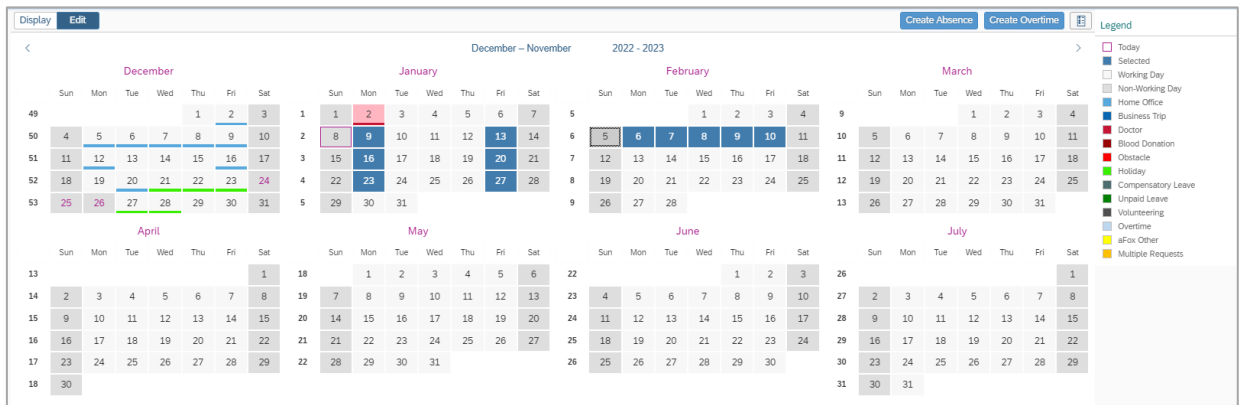 Display Edit Create Absence Create Overtime
Legend
December – November 2022 - 2023
Today
Selected
Working Day
Non-Working Day
Home Office
Business Trip
Doctor
Blood Donation
Obstacle
Holiday
Compensatory Leave
Unpaid Leave
Volunteering
Overtime
aFox Other
Multiple Requests
December
Sun Mon Tue Wed Thu Fri Sat
49 1 2 3
50 4 5 6 7 8 9 10
51 11 12 13 14 15 16 17
52 18 19 20 21 22 23 24
53 25 26 27 28 29 30 31
January
Sun Mon Tue Wed Thu Fri Sat
1 1 2 3 4 5 6 7
2 8 9 10 11 12 13 14
3 15 16 17 18 19 20 21
4 22 23 24 25 26 27 28
5 29 30 31
February
Sun Mon Tue Wed Thu Fri Sat
5 1 2 3 4
6 5 6 7 8 9 10 11
7 12 13 14 15 16 17 18
8 19 20 21 22 23 24 25
9 26 27 28
March
Sun Mon Tue Wed Thu Fri Sat
9 1 2 3 4
10 5 6 7 8 9 10 11
11 12 13 14 15 16 17 18
12 19 20 21 22 23 24 25
13 26 27 28 29 30 31
April
Sun Mon Tue Wed Thu Fri Sat
13 1
14 2 3 4 5 6 7 8
15 9 10 11 12 13 14 15
16 16 17 18 19 20 21 22
17 23 24 25 26 27 28 29
18 30
May
Sun Mon Tue Wed Thu Fri Sat
18 1 2 3 4 5 6
19 7 8 9 10 11 12 13
20 14 15 16 17 18 19 20
21 21 22 23 24 25 26 27
22 28 29 30 31
June
Sun Mon Tue Wed Thu Fri Sat
22 1 2 3
23 4 5 6 7 8 9 10
24 11 12 13 14 15 16 17
25 18 19 20 21 22 23 24
26 25 26 27 28 29 30
July
Sun Mon Tue Wed Thu Fri Sat
26 1
27 2 3 4 5 6 7 8
28 9 10 11 12 13 14 15
29 16 17 18 19 20 21 22
30 23 24 25 26 27 28 29
31 30 31